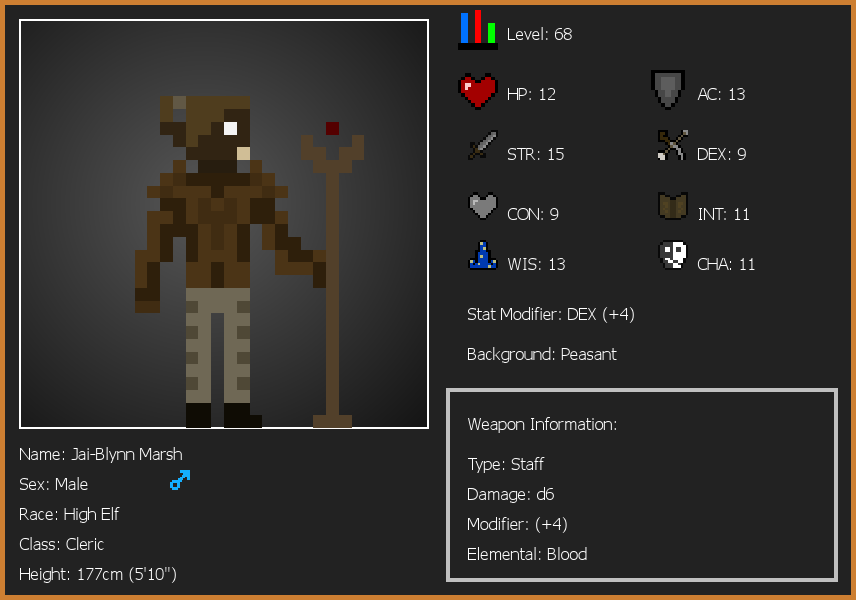 Level: 68
HP: 12
AC: 13
STR: 15
DEX: 9
CON: 9
INT: 11
WIS: 13
CHA: 11
Stat Modifier: DEX (+4)
Background: Peasant
Weapon Information:
Type: Staff
Damage: d6
Modifier: (+4)
Elemental: Blood
Name: Jai-Blynn Marsh
Sex: Male
Race: High Elf
Class: Cleric
Height: 177cm (5'10")